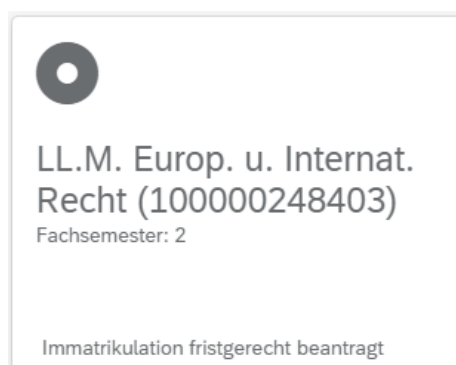 LL.M. Europ. u. Internat.
Recht (100000248403)
Fachsemester: 2
Immatrikulation fristgerecht beantragt